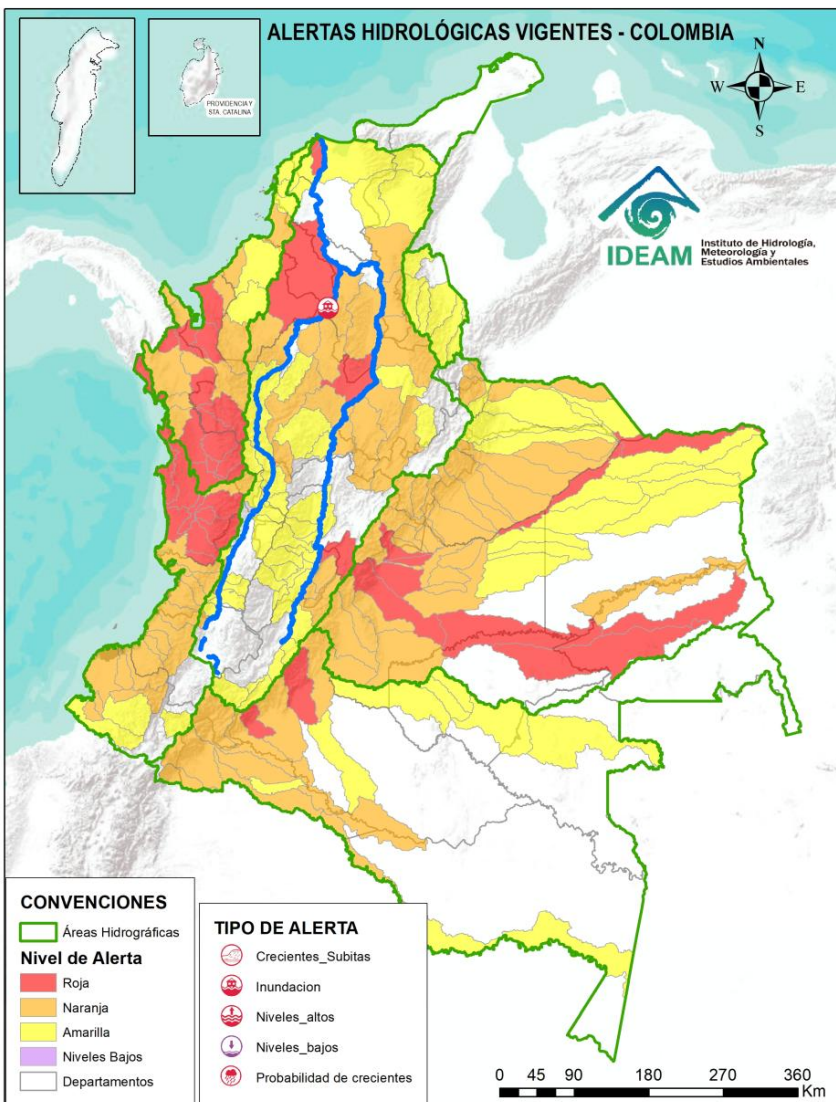 ALERTAS HIDROLÓGICAS VIGENTES - COLOMBIA
PROVIDENCIA Y
STA. CATALINA
N
W
E
S
IDEAM
Instituto de Hidrología,
Meteorología y
Estudios Ambientales
CONVENCIONES
Áreas Hidrográficas
Nivel de Alerta
Roja
Naranja
Amarilla
Niveles Bajos
Departamentos
TIPO DE ALERTA
Crecientes_Subitas
Inundacion
Niveles_altos
Niveles_bajos
Probabilidad de crecientes
0 45 90 180 270 360
Km